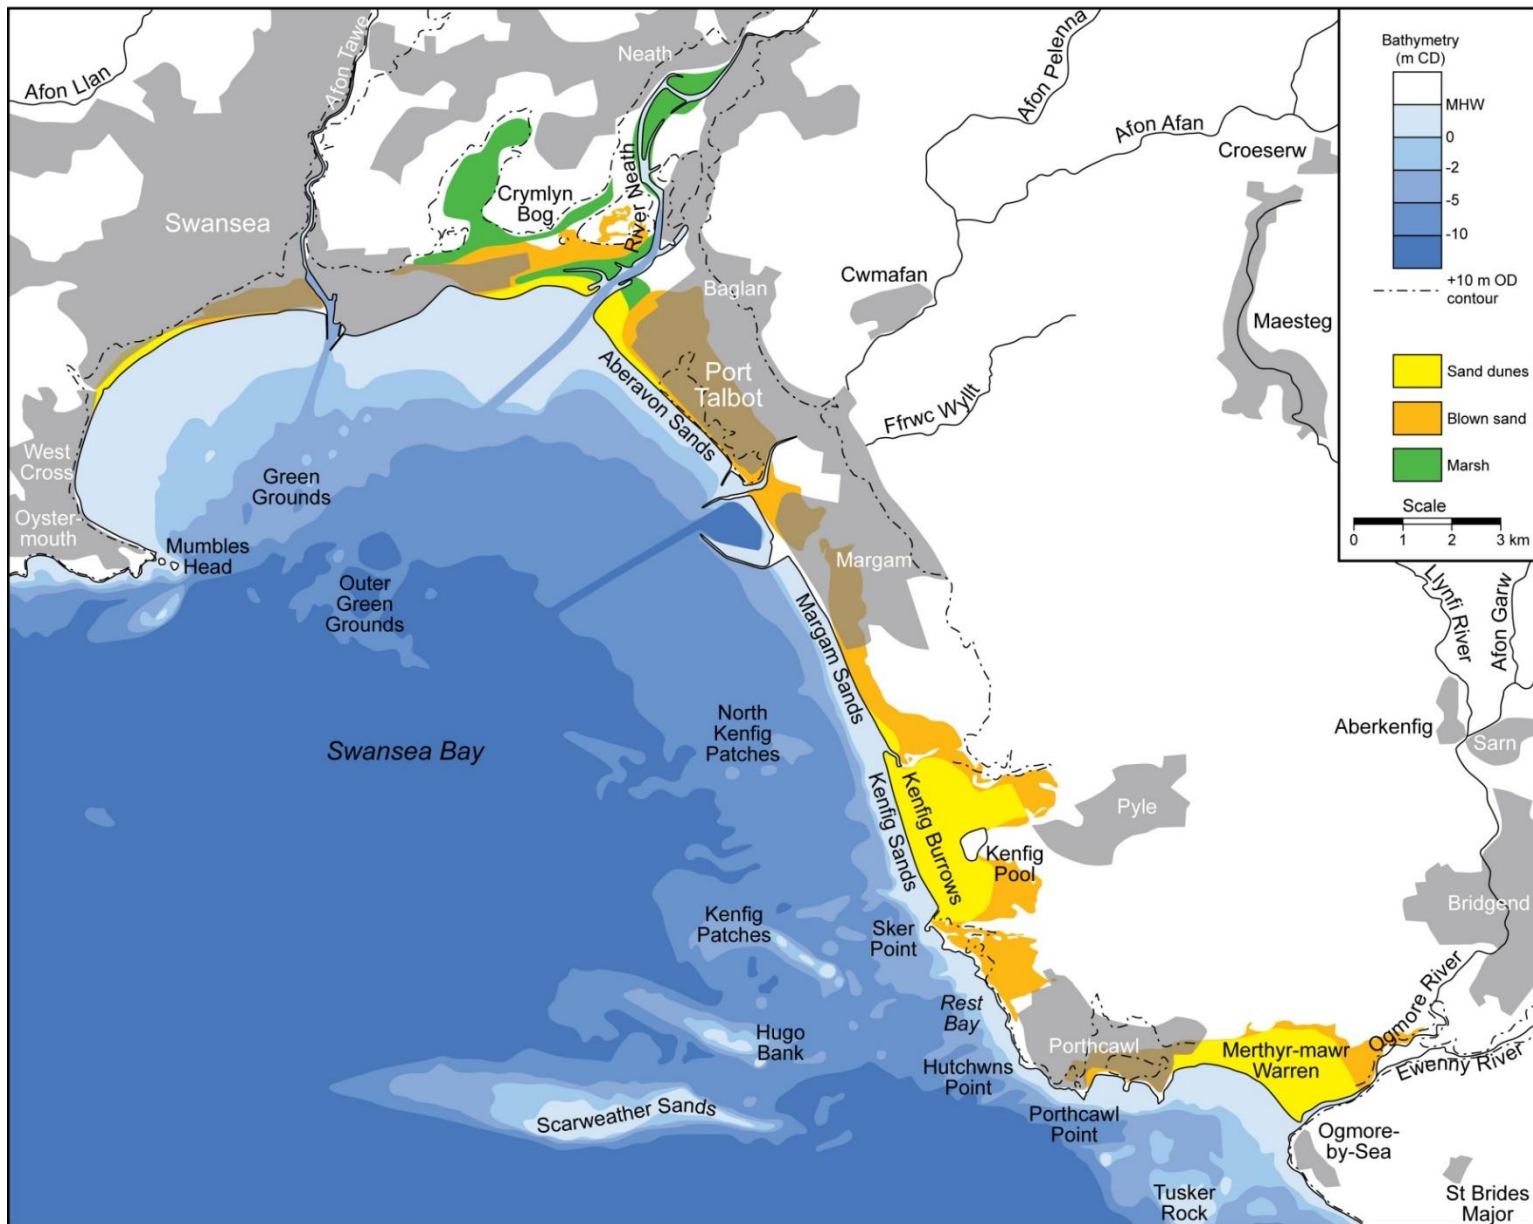 Afon Llan
Afon Tawe
Neath
Afon Pelenna
Afon Afan
Croeserw
Crymlyn
Bog
River Neath
Swansea
Cwmafan
Baglan
Maesteg
Port
Talbot
Aberavon Sands
Ffrwc Wyllt
West
Cross
Green
Grounds
Oyster-
mouth
Mumbles
Head
Outer
Green
Grounds
Margam
Margam Sands
Llynfi River
Afon Garw
North
Kenfig
Patches
Swansea Bay
Aberkenfig
Sarn
Kenfig Sands
Kenfig Burrows
Pyle
Kenfig
Pool
Kenfig
Patches
Sker
Point
Bridgend
Rest
Bay
Hugo
Bank
Hutchwns
Point
Porthcawl
Merthyr-mawr
Warren
Ogmore River
Ewenny River
Scarweather Sands
Porthcawl
Point
Ogmore-
by-Sea
Tusker
Rock
St Brides
Major
Bathymetry
(m CD)
MHW
0
-2
-5
-10
+10 m OD
contour
Sand dunes
Blown sand
Marsh
Scale
0 1 2 3 km